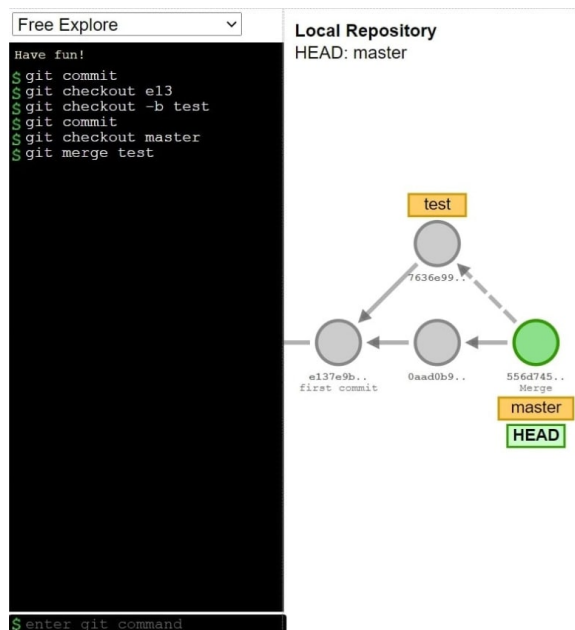 Free Explore
Have fun!
$ git commit
$ git checkout e13
$ git checkout -b test
$ git commit
$ git checkout master
$ git merge test
$ enter git command
Local Repository
HEAD: master
test
7636e99..
e137e9b..
first commit
0aad0b9..
556d745..
Merge
master
HEAD